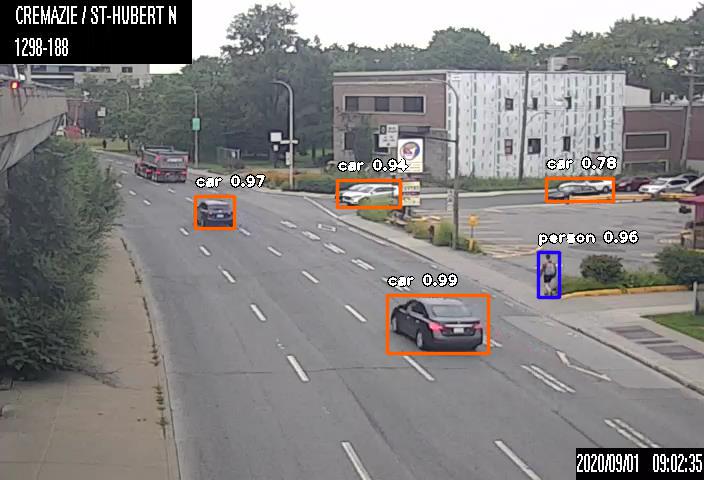 CREMAZIE / ST-HUBERT N
1298-188
car 0.97
car 0.94
car 0.78
person 0.96
car 0.99
2020/09/01 09:02:35